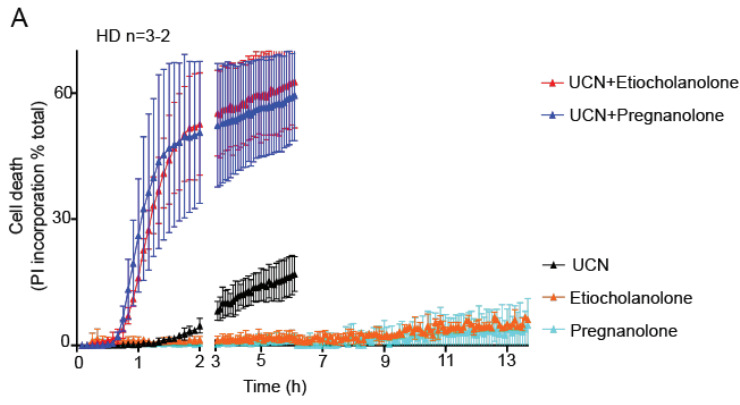 A
HD n=3-2
Cell death
(PI incorporation % total)
60
30
0
0 1 2 3 5 7 9 11 13
Time (h)
UCN+Etiocholanolone
UCN+Pregnanolone
UCN
Etiocholanolone
Pregnanolone